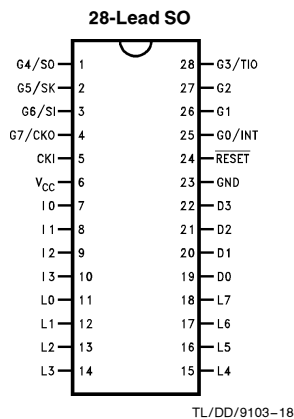 28-Lead SO
G4/SO 1 28 G3/TIO
G5/SK 2 27 G2
G6/SI 3 26 G1
G7/CKO 4 25 G0/INT
CKI 5 24 R̅E̅S̅E̅T̅
VCC 6 23 GND
I0 7 22 D3
I1 8 21 D2
I2 9 20 D1
I3 10 19 D0
L0 11 18 L7
L1 12 17 L6
L2 13 16 L5
L3 14 15 L4
TL/DD/9103-18